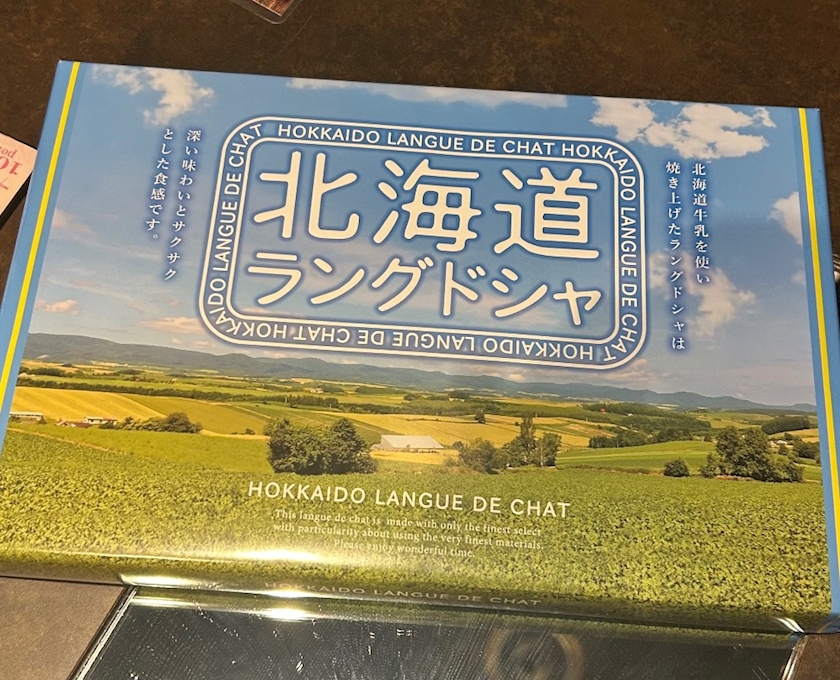 HOKKAIDO LANGUE DE CHAT HOKKAIDO LANGUE DE CHAT HOKKAIDO LANGUE DE CHAT HOKKAIDO LANGUE DE CHAT
北海道
ラングドシャ
北海道牛乳を使い
焼き上げたラングドシャは
深い味わいとサクサク
とした食感です。
HOKKAIDO LANGUE DE CHAT
This langue de chat is made with only the finest select
with particularity about using the very finest materials.
Please enjoy wonderful time.
HOKKAIDO LANGUE DE CHAT